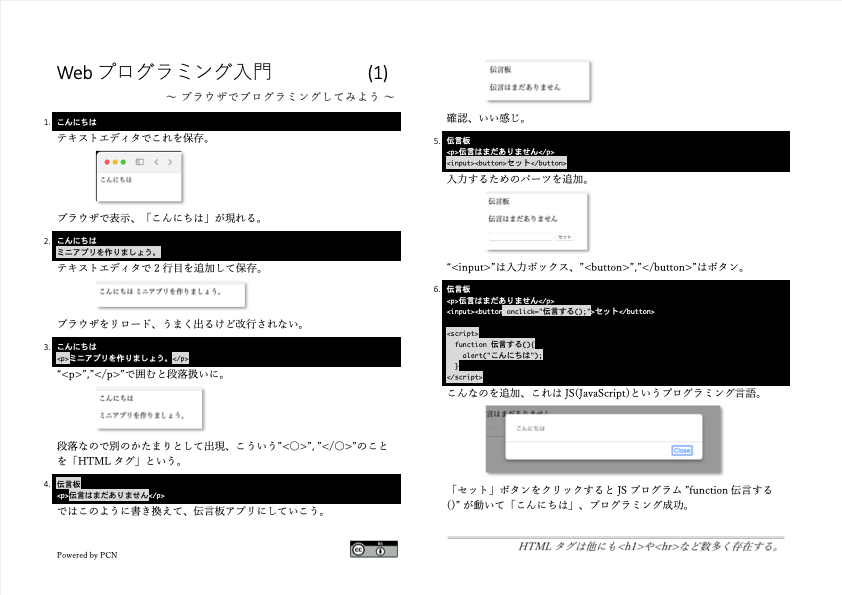 Web プログラミング入門 (1)
～ ブラウザでプログラミングしてみよう ～
1. こんにちは
テキストエディタでこれを保存。
こんにちは
ブラウザで表示、「こんにちは」が現れる。
2. こんにちは
ミニアプリを作りましょう。
テキストエディタで 2 行目を追加して保存。
こんにちは ミニアプリを作りましょう。
ブラウザをリロード、うまく出るけど改行されない。
3. こんにちは
<p>ミニアプリを作りましょう。</p>
“<p>”,”</p>”で囲むと段落扱いに。
こんにちは
ミニアプリを作りましょう。
段落なので別のかたまりとして出現、こういう”<〇>”, ”</〇>”のこと
を「HTML タグ」という。
4. 伝言板
<p>伝言はまだありません</p>
ではこのように書き換えて、伝言板アプリにしていこう。
Powered by PCN
cc
BY
伝言板
伝言はまだありません
確認、いい感じ。
5. 伝言板
<p>伝言はまだありません</p>
<input><button>セット</button>
入力するためのパーツを追加。
伝言板
伝言はまだありません
セット
“<input>”は入力ボックス、”<button>”,”</button>”はボタン。
6. 伝言板
<p>伝言はまだありません</p>
<input><button onclick="伝言する();">セット</button>
<script>
function 伝言する(){
alert("こんにちは");
}
</script>
こんなのを追加、これは JS(JavaScript)というプログラミング言語。
言はまだありません
こんにちは
Close
「セット」ボタンをクリックすると JS プログラム ”function 伝言する
()” が動いて「こんにちは」、プログラミング成功。
HTML タグは他にも<h1>や<hr>など数多く存在する。